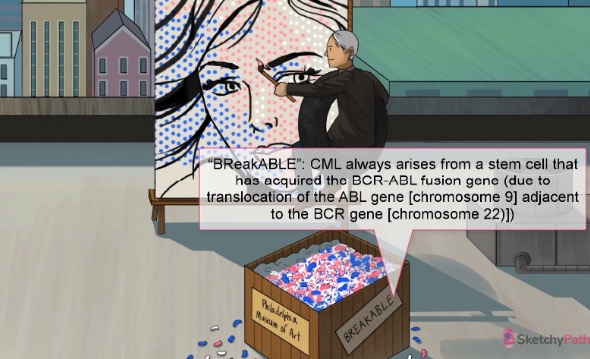 "BReakABLE": CML always arises from a stem cell that
has acquired the BCR-ABL fusion gene (due to
translocation of the ABL gene [chromosome 9] adjacent
to the BCR gene [chromosome 22)])
Philadelphia
Museum of Art
BREAKABLE
SketchyPath